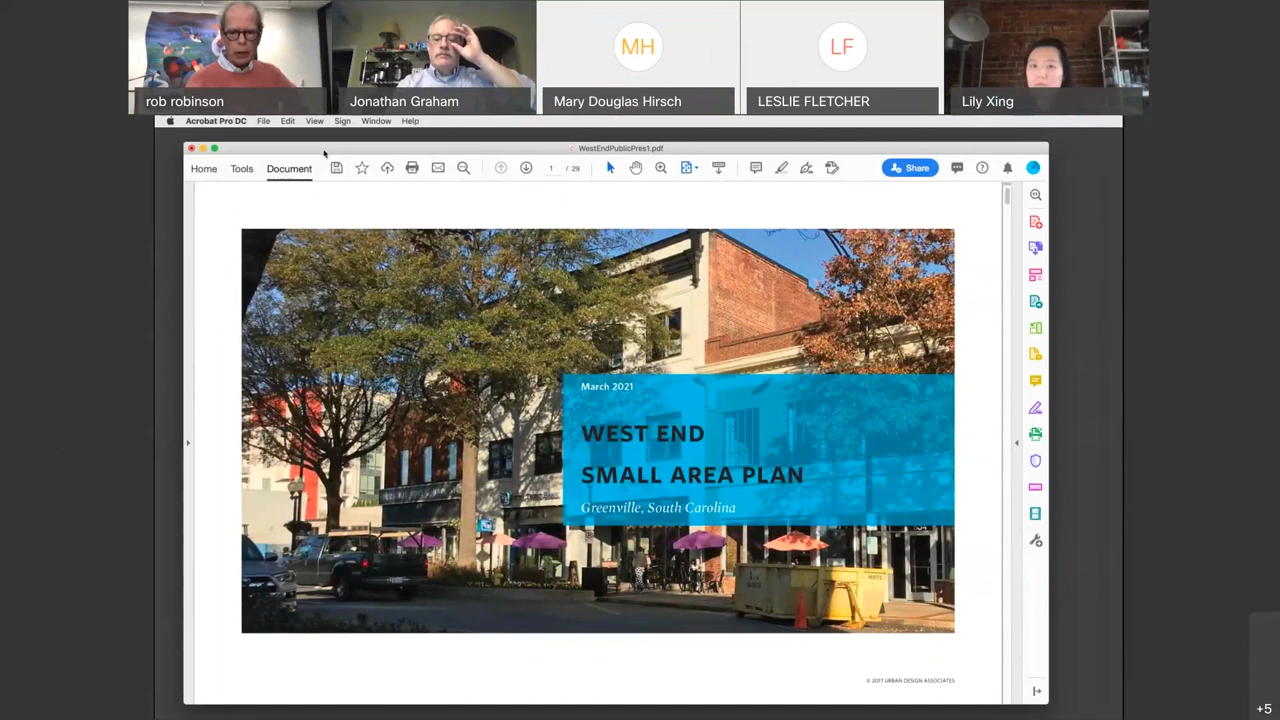 MH
LF
rob robinson
Jonathan Graham
Mary Douglas Hirsch
LESLIE FLETCHER
Lily Xing
Acrobat Pro DC File Edit View Sign Window Help
WestEndPublicPres1.pdf
Home Tools Document 1 / 29 Share
March 2021
WEST END
SMALL AREA PLAN
Greenville, South Carolina
© 2017 URBAN DESIGN ASSOCIATES
+5